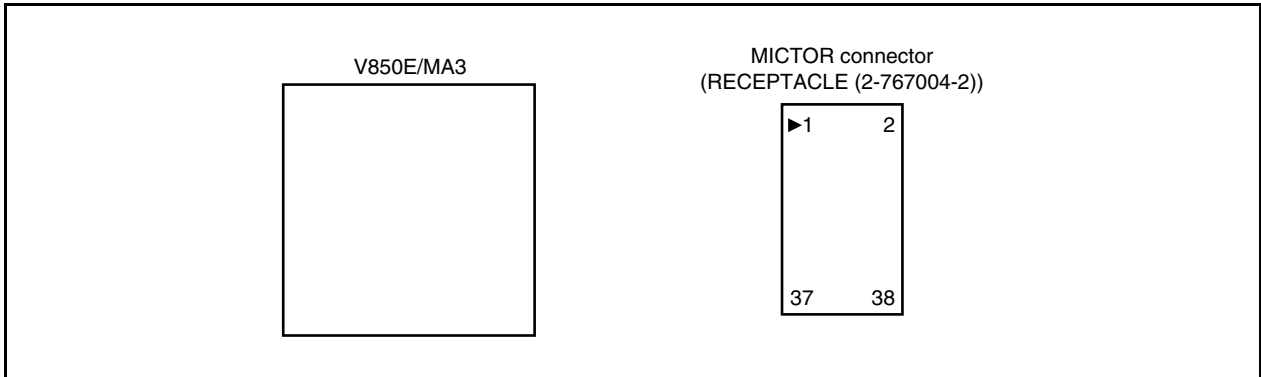 V850E/MA3
MICTOR connector
(RECEPTACLE (2-767004-2))
►1 2
37 38